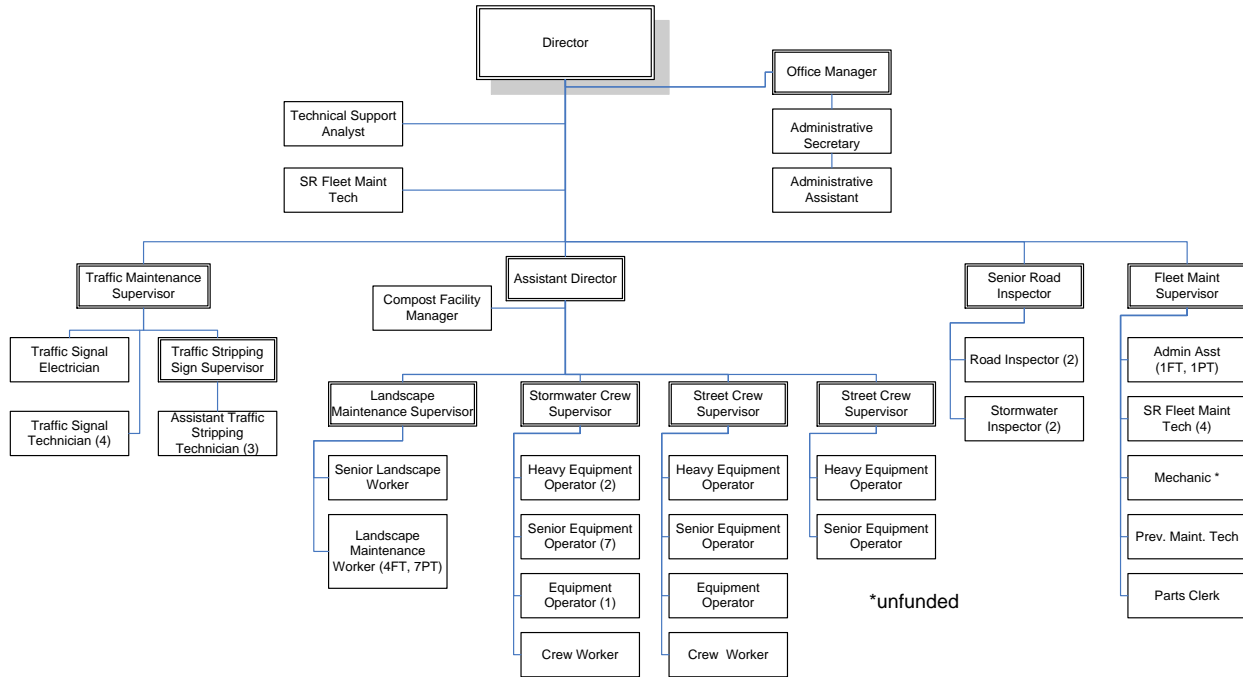 Director
Office Manager
Technical Support
Analyst
Administrative
Secretary
SR Fleet Maint
Tech
Administrative
Assistant
Traffic Maintenance
Supervisor
Assistant Director
Senior Road
Inspector
Fleet Maint
Supervisor
Compost Facility
Manager
Traffic Signal
Electrician
Traffic Stripping
Sign Supervisor
Road Inspector (2)
Admin Asst
(1FT, 1PT)
Landscape
Maintenance Supervisor
Stormwater Crew
Supervisor
Street Crew
Supervisor
Street Crew
Supervisor
Traffic Signal
Technician (4)
Assistant Traffic
Stripping
Technician (3)
Stormwater
Inspector (2)
SR Fleet Maint
Tech (4)
Senior Landscape
Worker
Heavy Equipment
Operator (2)
Heavy Equipment
Operator
Heavy Equipment
Operator
Mechanic *
Landscape
Maintenance
Worker (4FT, 7PT)
Senior Equipment
Operator (7)
Senior Equipment
Operator
Senior Equipment
Operator
Prev. Maint. Tech
Equipment
Operator (1)
Equipment
Operator
*unfunded
Parts Clerk
Crew Worker
Crew  Worker